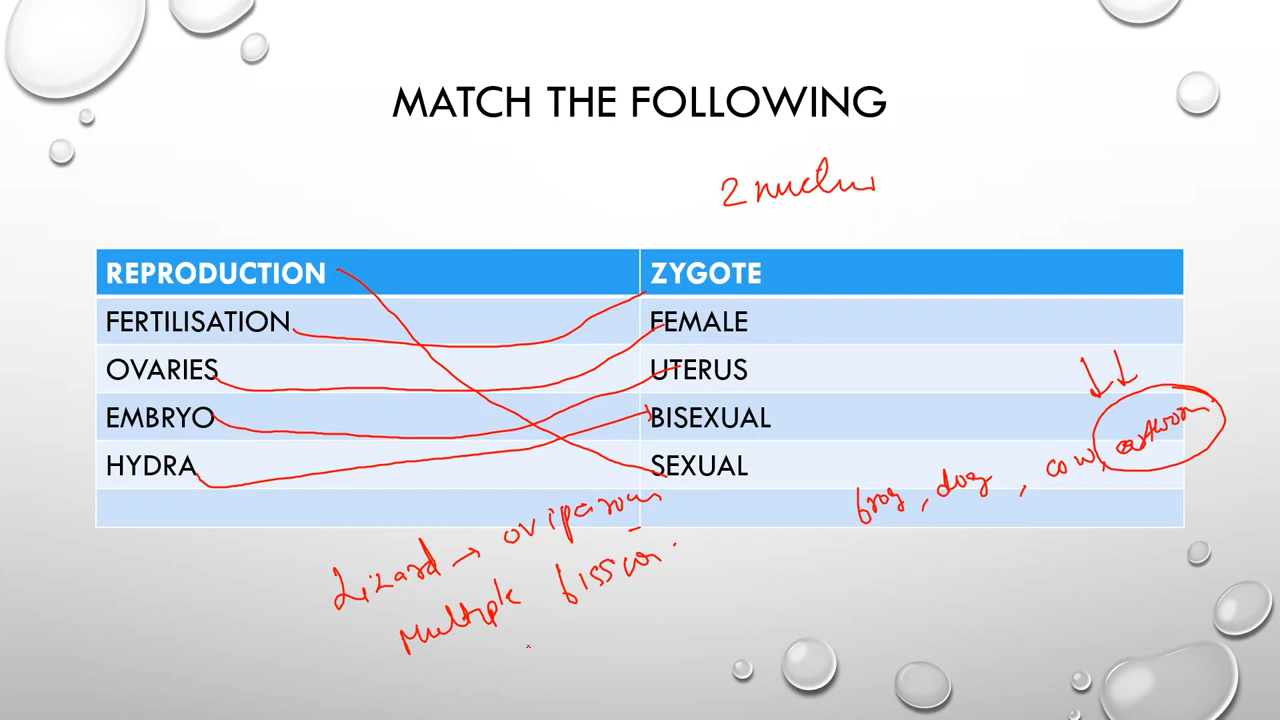 MATCH THE FOLLOWING
2 nucleus
REPRODUCTION ZYGOTE
FERTILISATION FEMALE
OVARIES UTERUS
EMBRYO BISEXUAL
HYDRA SEXUAL
frog, dog, cow,
Lizard → oviparous
Multiple fission.